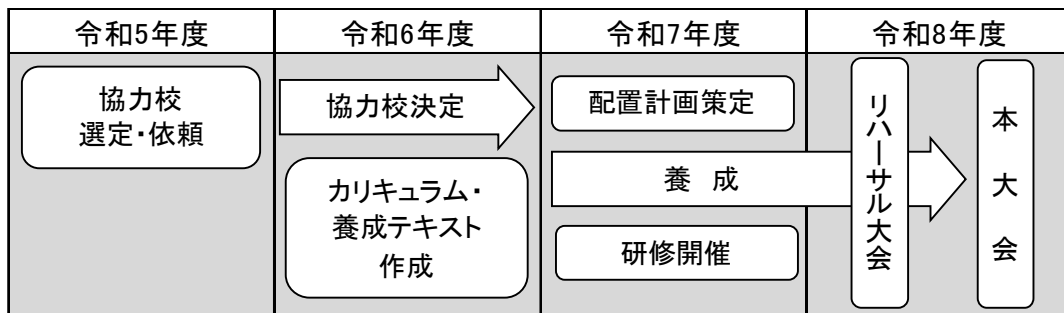 令和5年度
令和6年度
令和7年度
令和8年度
協力校
選定・依頼
協力校決定
カリキュラム・
養成テキスト
作成
配置計画策定
養 成
研修開催
リハーサル大会
本大会